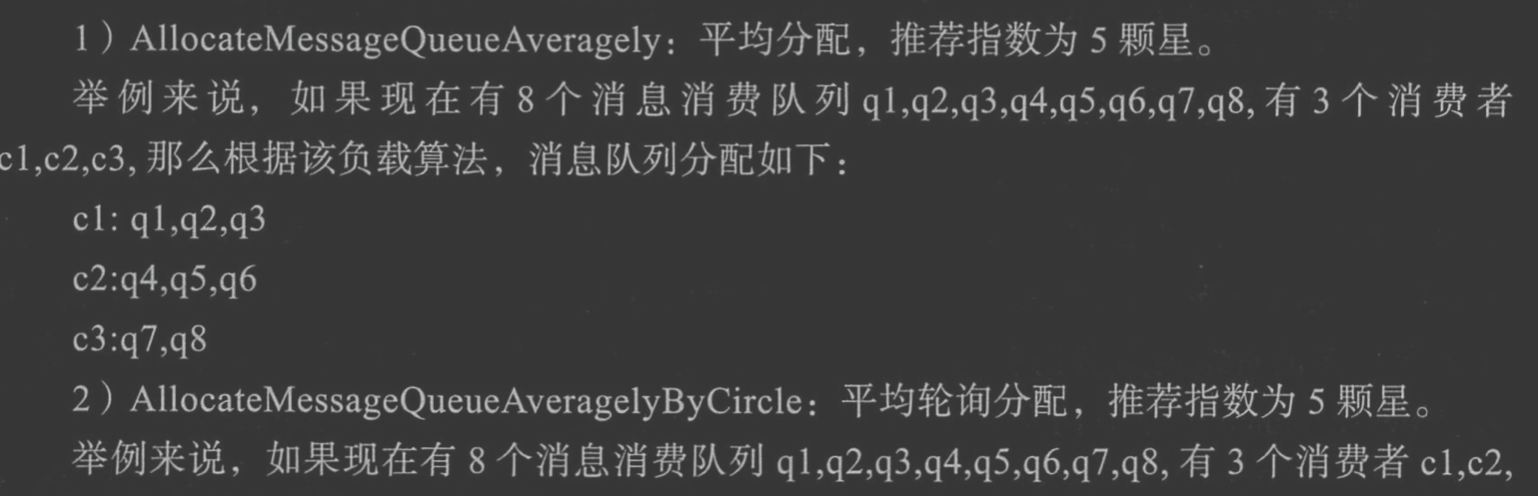 1）AllocateMessageQueueAveragely：平均分配，推荐指数为 5 颗星。
举例来说，如果现在有 8 个消息消费队列 q1,q2,q3,q4,q5,q6,q7,q8, 有 3 个消费者
c1,c2,c3, 那么根据该负载算法，消息队列分配如下：
c1: q1,q2,q3
c2:q4,q5,q6
c3:q7,q8
2）AllocateMessageQueueAveragelyByCircle：平均轮询分配，推荐指数为 5 颗星。
举例来说，如果现在有 8 个消息消费队列 q1,q2,q3,q4,q5,q6,q7,q8, 有 3 个消费者 c1,c2,